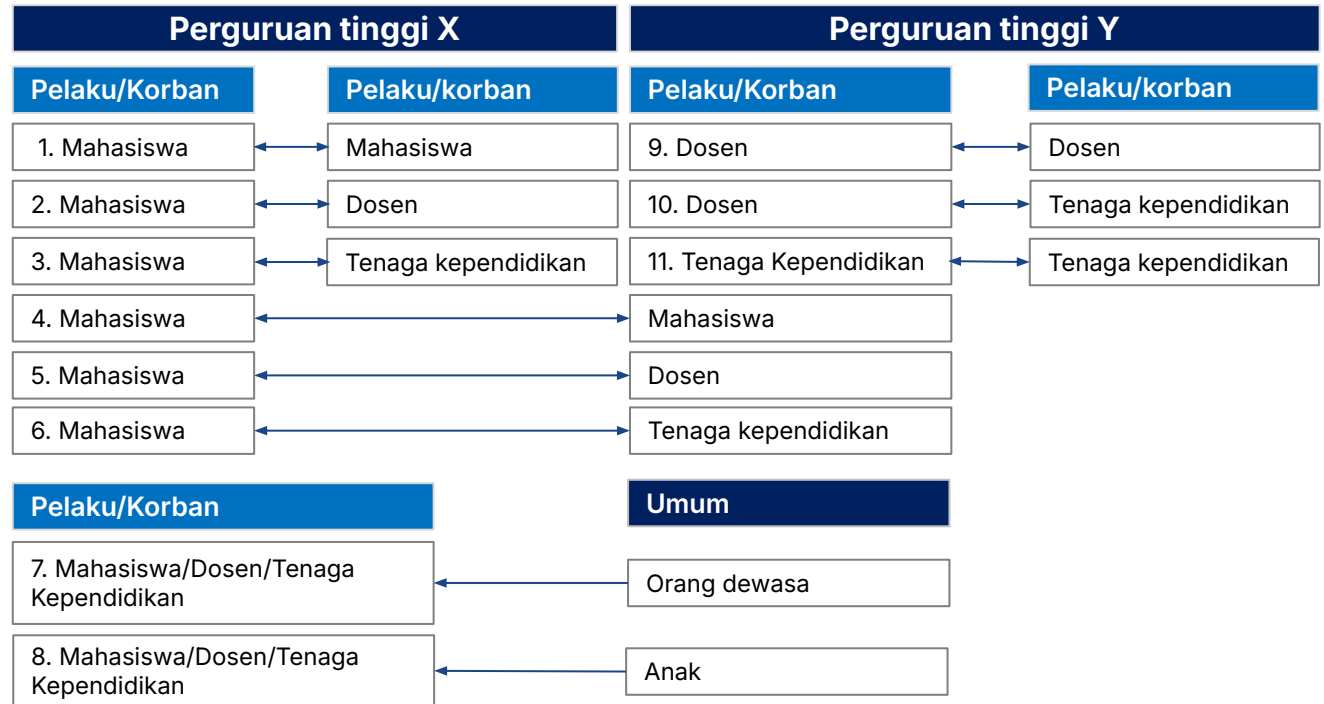 Perguruan tinggi X
Perguruan tinggi Y
Pelaku/Korban
Pelaku/korban
Pelaku/Korban
Pelaku/korban
1. Mahasiswa
Mahasiswa
9. Dosen
Dosen
2. Mahasiswa
Dosen
10. Dosen
Tenaga kependidikan
3. Mahasiswa
Tenaga kependidikan
11. Tenaga Kependidikan
Tenaga kependidikan
4. Mahasiswa
Mahasiswa
5. Mahasiswa
Dosen
6. Mahasiswa
Tenaga kependidikan
Pelaku/Korban
Umum
7. Mahasiswa/Dosen/Tenaga
Kependidikan
Orang dewasa
8. Mahasiswa/Dosen/Tenaga
Kependidikan
Anak